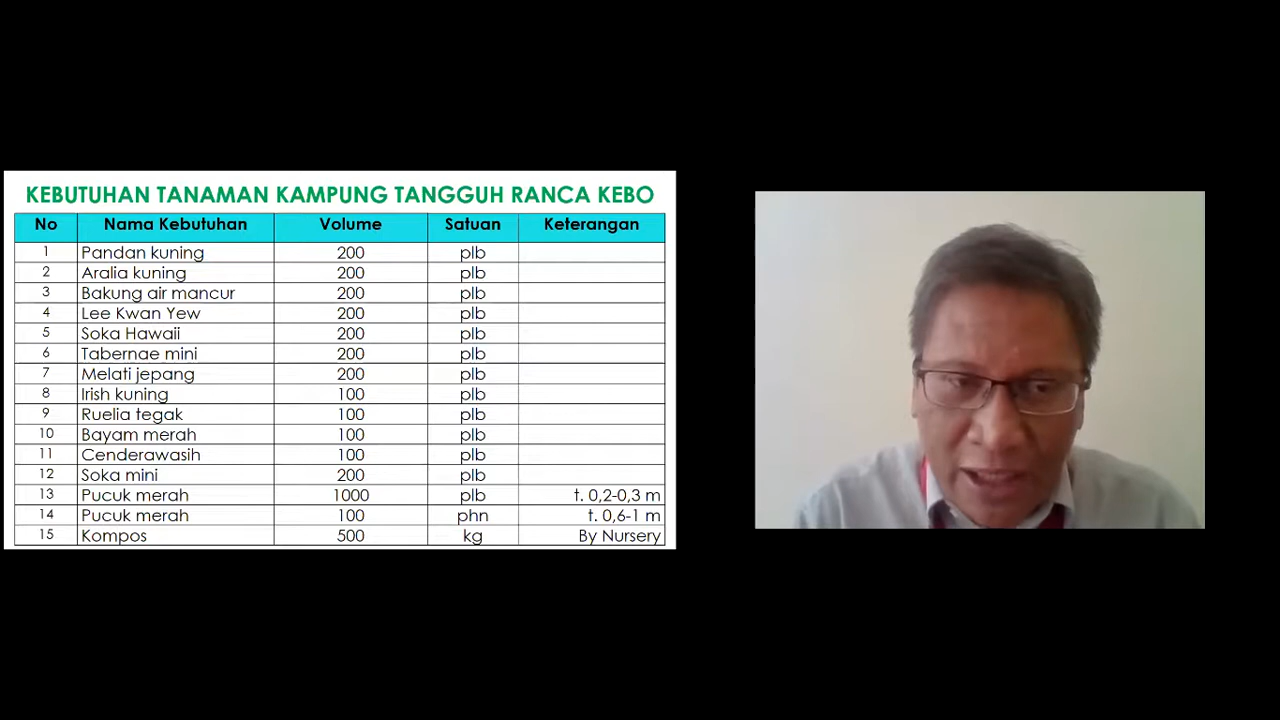 KEBUTUHAN TANAMAN KAMPUNG TANGGUH RANCA KEBO
No Nama Kebutuhan Volume Satuan Keterangan
1 Pandan kuning 200 plb
2 Aralia kuning 200 plb
3 Bakung air mancur 200 plb
4 Lee Kwan Yew 200 plb
5 Soka Hawaii 200 plb
6 Tabernae mini 200 plb
7 Melati jepang 200 plb
8 Irish kuning 100 plb
9 Ruelia tegak 100 plb
10 Bayam merah 100 plb
11 Cenderawasih 100 plb
12 Soka mini 200 plb
13 Pucuk merah 1000 plb t. 0,2-0,3 m
14 Pucuk merah 100 phn t. 0,6-1 m
15 Kompos 500 kg By Nursery